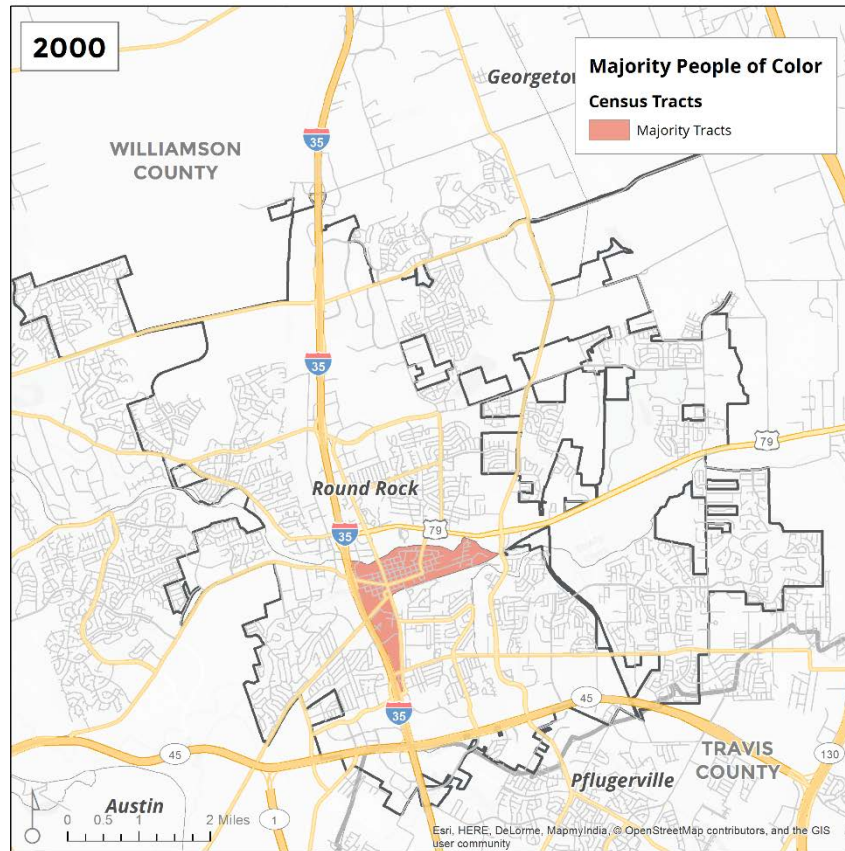 2000
Majority People of Color
Census Tracts
Majority Tracts
Georgetow
WILLIAMSON
COUNTY
35
35
79
Round Rock
79
35
35
45
45
TRAVIS
COUNTY
130
Pflugerville
Austin
1
0 0.5 1 2 Miles
Esri, HERE, DeLorme, MapmyIndia, © OpenStreetMap contributors, and the GIS
user community